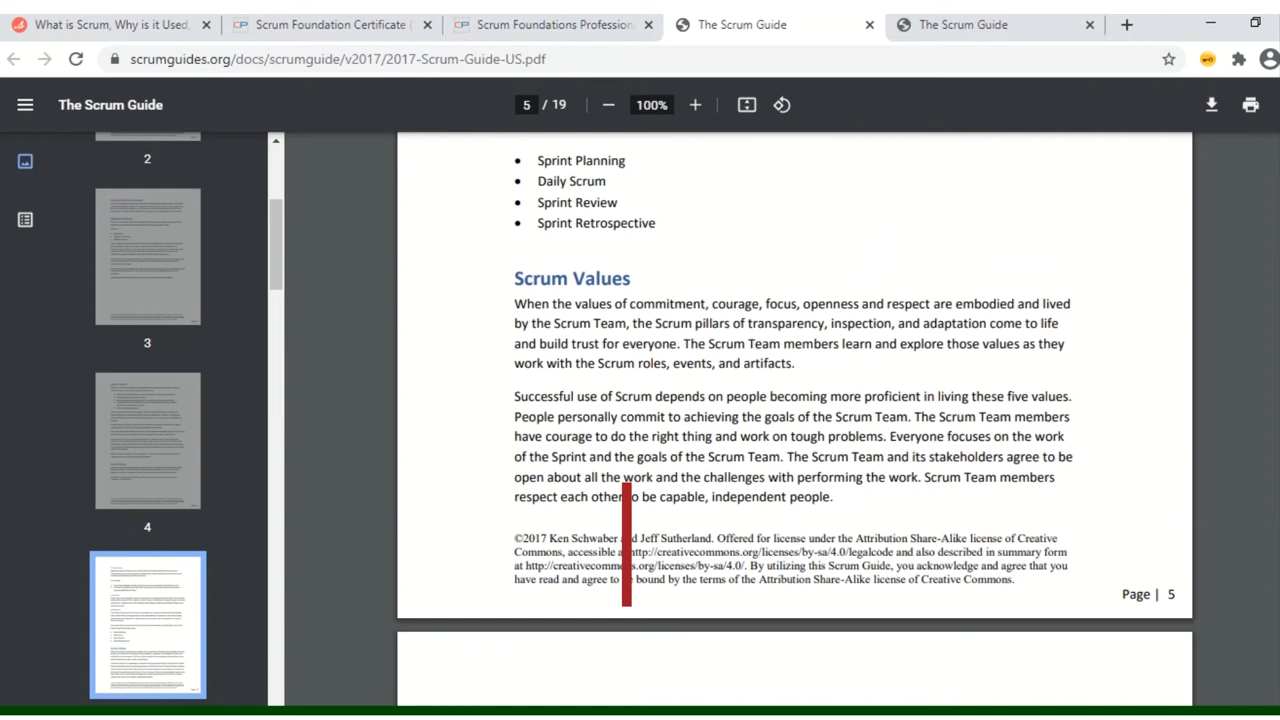 What is Scrum, Why is it Used,
Scrum Foundation Certificate (
Scrum Foundations Profession
The Scrum Guide
The Scrum Guide
scrumguides.org/docs/scrumguide/v2017/2017-Scrum-Guide-US.pdf
The Scrum Guide
5 / 19
100%
2
3
4
• Sprint Planning
• Daily Scrum
• Sprint Review
• Sprint Retrospective
Scrum Values
When the values of commitment, courage, focus, openness and respect are embodied and lived
by the Scrum Team, the Scrum pillars of transparency, inspection, and adaptation come to life
and build trust for everyone. The Scrum Team members learn and explore those values as they
work with the Scrum roles, events, and artifacts.
Successful use of Scrum depends on people becoming more proficient in living these five values.
People personally commit to achieving the goals of the Scrum Team. The Scrum Team members
have courage to do the right thing and work on tough problems. Everyone focuses on the work
of the Sprint and the goals of the Scrum Team. The Scrum Team and its stakeholders agree to be
open about all the work and the challenges with performing the work. Scrum Team members
respect each other to be capable, independent people.
©2017 Ken Schwaber and Jeff Sutherland. Offered for license under the Attribution Share-Alike license of Creative
Commons, accessible at http://creativecommons.org/licenses/by-sa/4.0/legalcode and also described in summary form
at http://creativecommons.org/licenses/by-sa/4.0/. By utilizing this Scrum Guide, you acknowledge and agree that you
have read and agree to be bound by the terms of the Attribution Share-Alike license of Creative Commons.
Page | 5